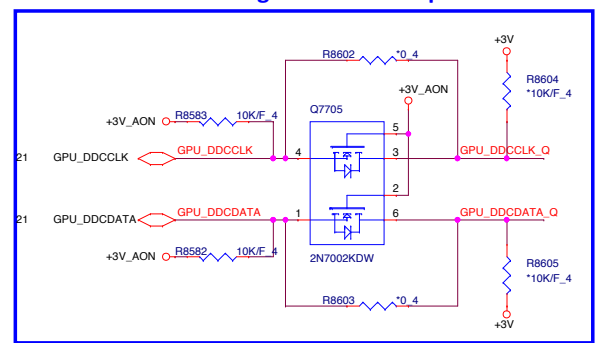 +3V
R8602 *0_4
R8604
*10K/F_4
+3V_AON
Q7705
+3V_AON R8583 10K/F_4
5
21 GPU_DDCCLK GPU_DDCCLK 4 3 GPU_DDCCLK_Q
2
21 GPU_DDCDATA GPU_DDCDATA 1 6 GPU_DDCDATA_Q
+3V_AON R8582 10K/F_4
2N7002KDW
R8605
*10K/F_4
R8603 *0_4
+3V